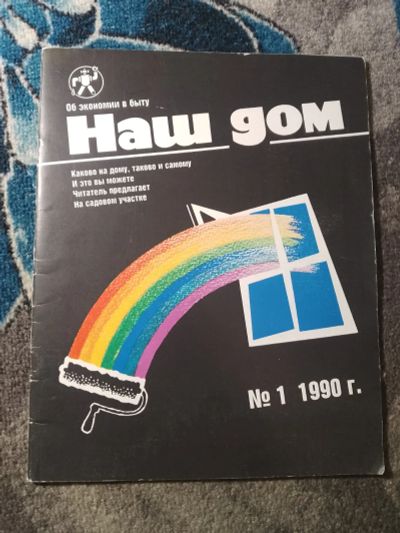 Об экономии в быту
Наш дом
Каково на дому, таково и самому
И это вы можете
Читатель предлагает
На садовом участке
№ 1 1990 г.